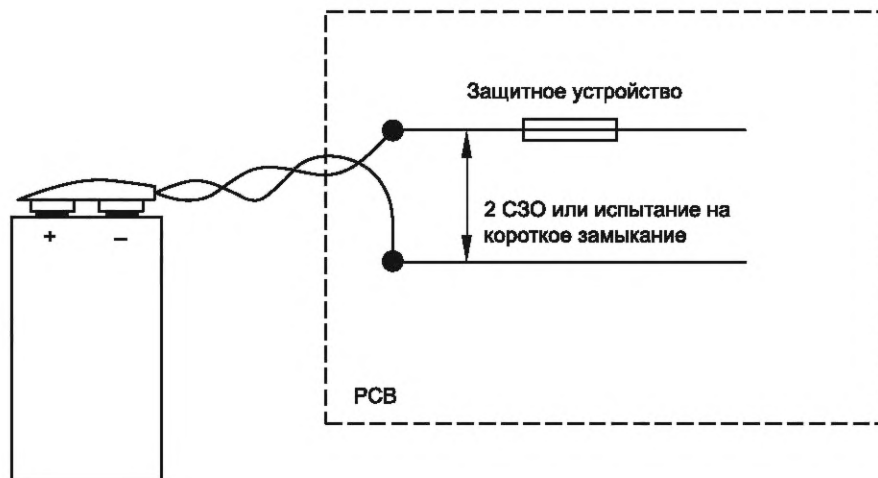 Защитное устройство
2 СЗО или испытание на
короткое замыкание
+ –
PCB